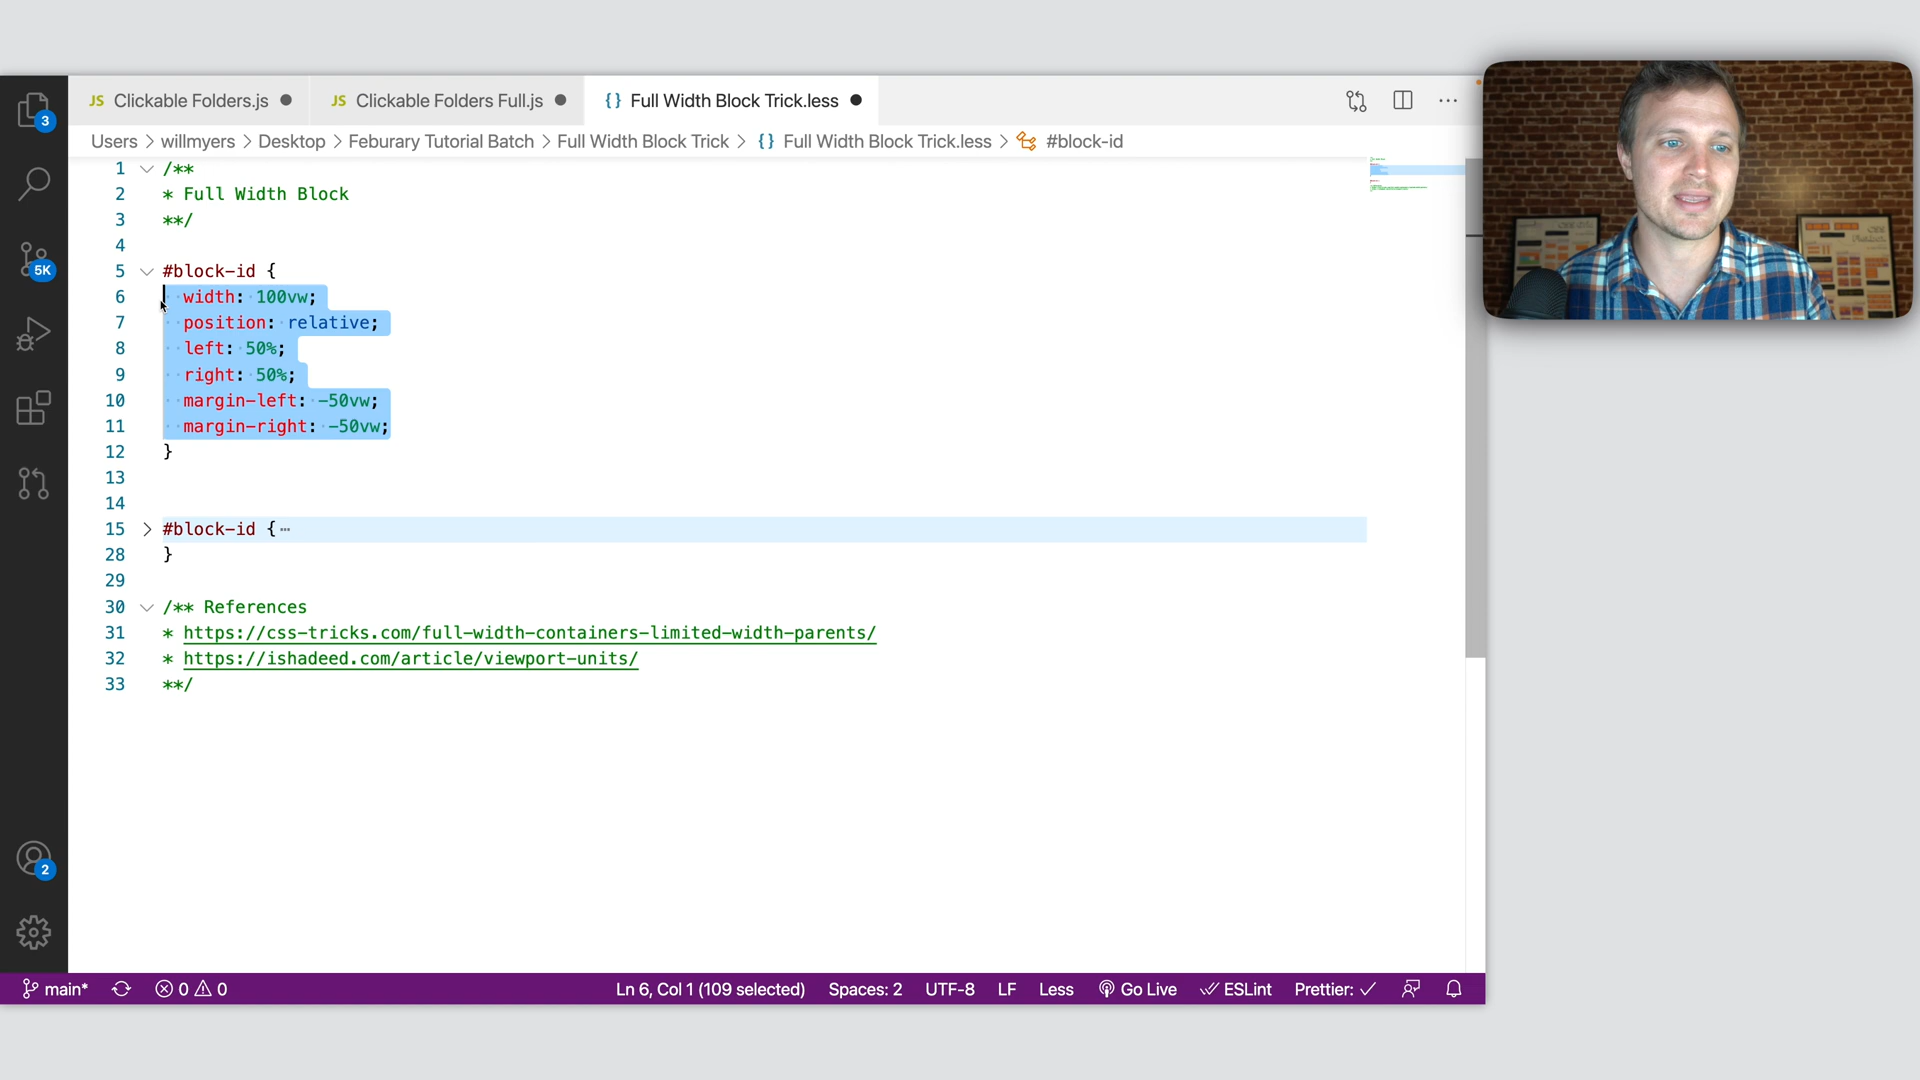 3
5K
2
JS Clickable Folders.js
JS Clickable Folders Full.js
{} Full Width Block Trick.less
Users > willmyers > Desktop > Feburary Tutorial Batch > Full Width Block Trick > {} Full Width Block Trick.less > #block-id
1 /**
2 * Full Width Block
3 **/
4
5 #block-id {
6 width: 100vw;
7 position: relative;
8 left: 50%;
9 right: 50%;
10 margin-left: -50vw;
11 margin-right: -50vw;
12 }
13
14
15 #block-id {⋯
28 }
29
30 /** References
31 * https://css-tricks.com/full-width-containers-limited-width-parents/
32 * https://ishadeed.com/article/viewport-units/
33 **/
main* 0 0 Ln 6, Col 1 (109 selected) Spaces: 2 UTF-8 LF Less Go Live ESLint Prettier: ✓